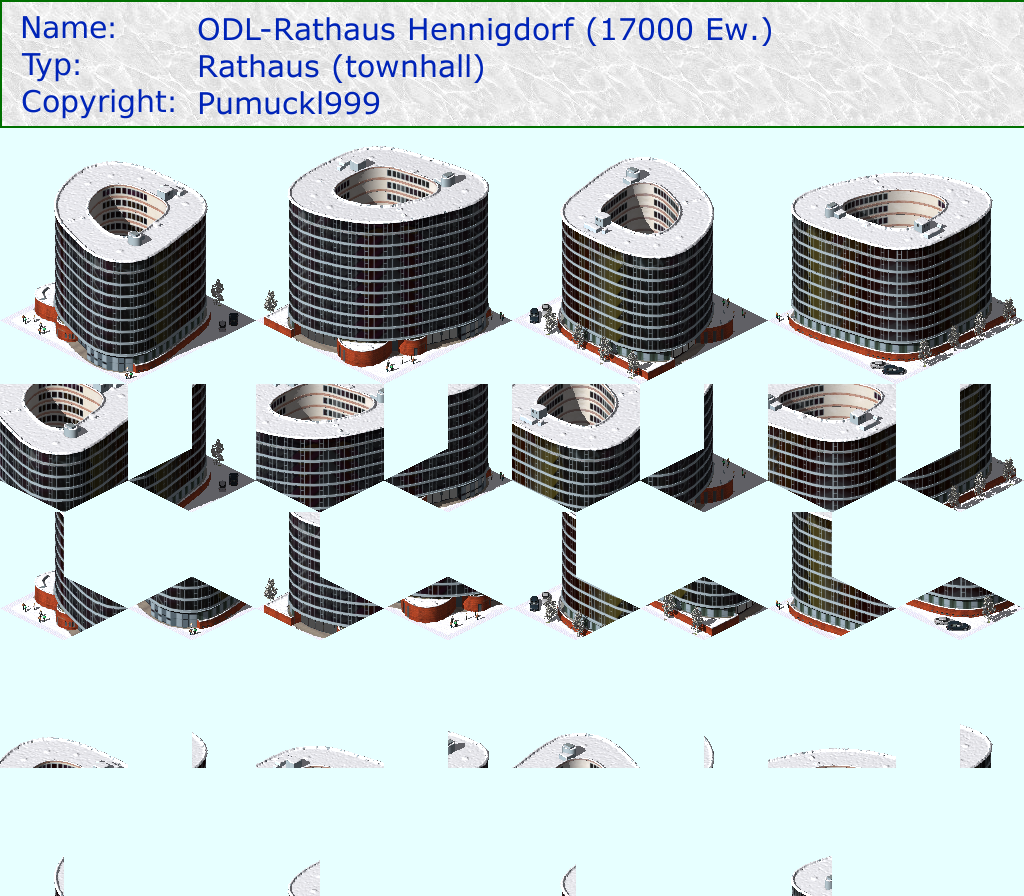 Name: ODL-Rathaus Hennigdorf (17000 Ew.)
Typ: Rathaus (townhall)
Copyright: Pumuckl999